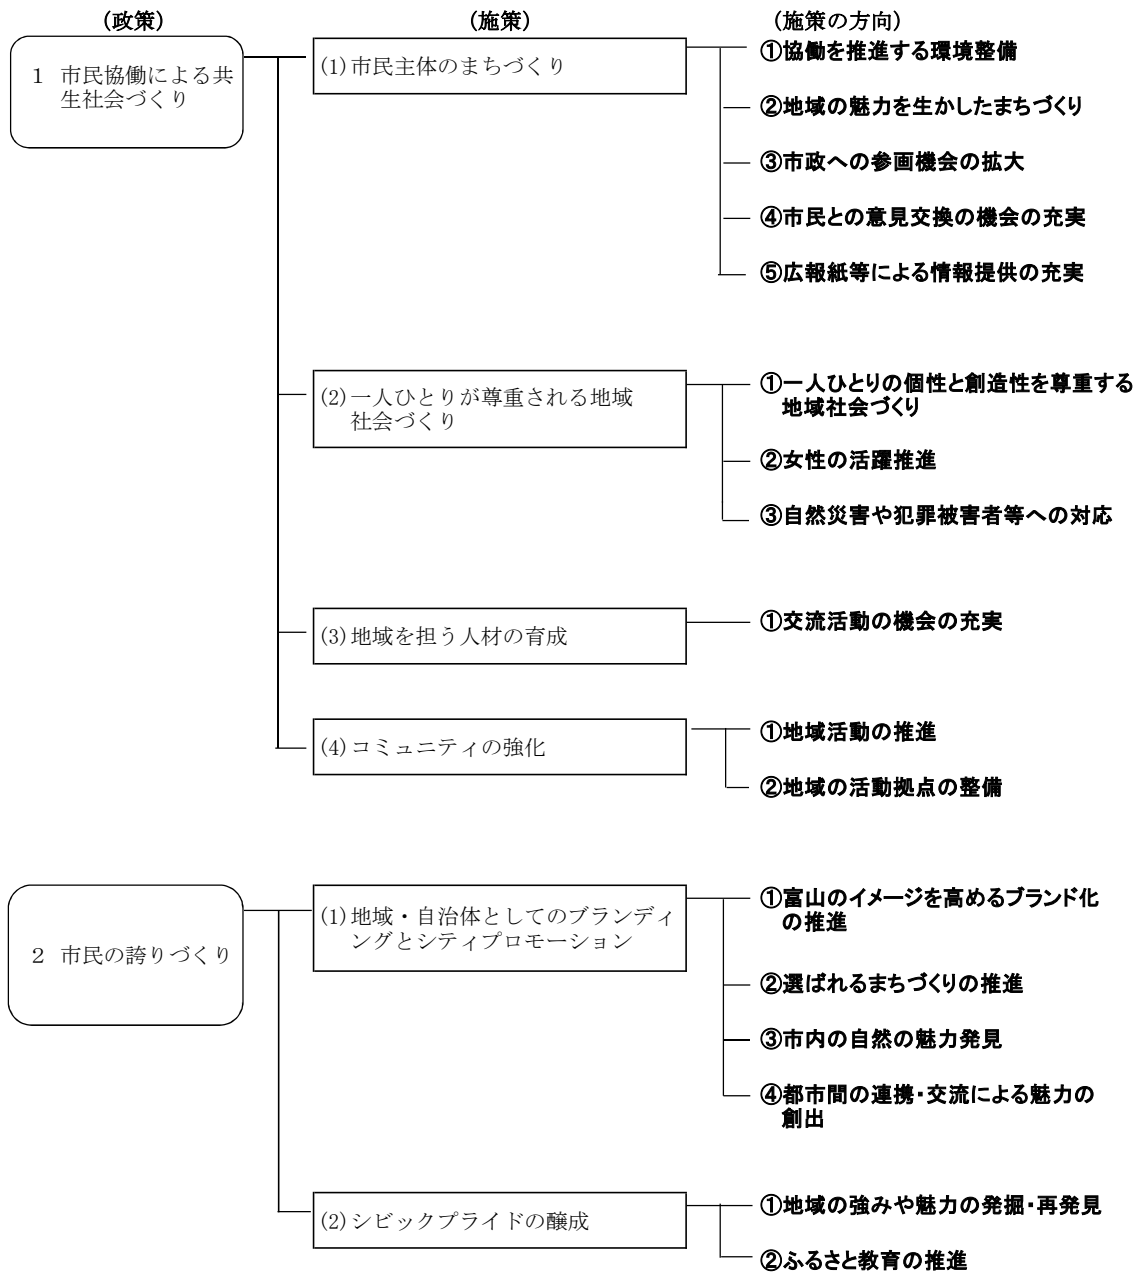 (政策)
(施策)
(施策の方向)
1 市民協働による共
生社会づくり
(1)市民主体のまちづくり
①協働を推進する環境整備
②地域の魅力を生かしたまちづくり
③市政への参画機会の拡大
④市民との意見交換の機会の充実
⑤広報紙等による情報提供の充実
(2)一人ひとりが尊重される地域
社会づくり
①一人ひとりの個性と創造性を尊重する
地域社会づくり
②女性の活躍推進
③自然災害や犯罪被害者等への対応
(3)地域を担う人材の育成
①交流活動の機会の充実
(4)コミュニティの強化
①地域活動の推進
②地域の活動拠点の整備
2 市民の誇りづくり
(1)地域・自治体としてのブランディ
ングとシティプロモーション
①富山のイメージを高めるブランド化
の推進
②選ばれるまちづくりの推進
③市内の自然の魅力発見
④都市間の連携・交流による魅力の
創出
(2)シビックプライドの醸成
①地域の強みや魅力の発掘・再発見
②ふるさと教育の推進